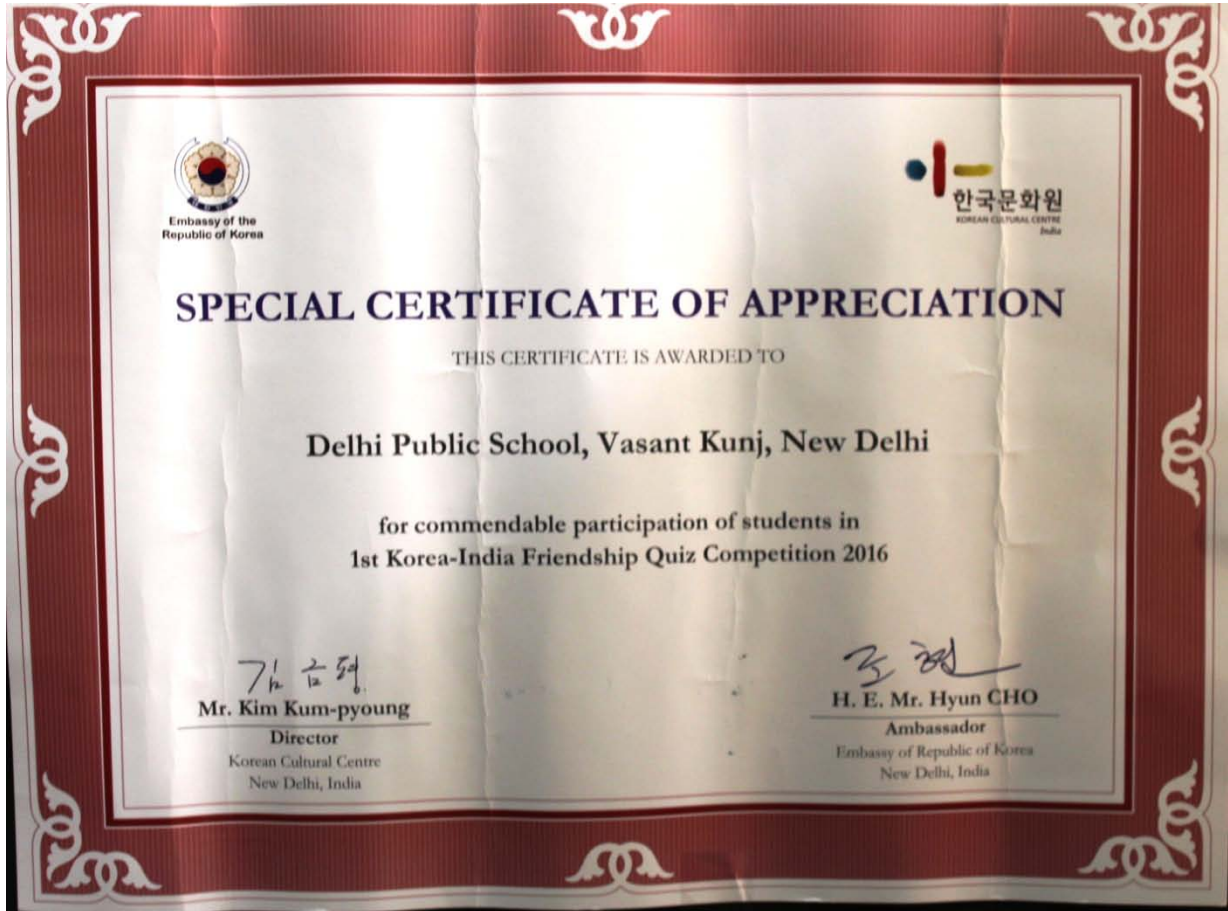 Embassy of the
Republic of Korea
한국문화원
KOREAN CULTURAL CENTRE
India
SPECIAL CERTIFICATE OF APPRECIATION
THIS CERTIFICATE IS AWARDED TO
Delhi Public School, Vasant Kunj, New Delhi
for commendable participation of students in
1st Korea-India Friendship Quiz Competition 2016
김금평
Mr. Kim Kum-pyoung
Director
Korean Cultural Centre
New Delhi, India
조현
H. E. Mr. Hyun CHO
Ambassador
Embassy of Republic of Korea
New Delhi, India